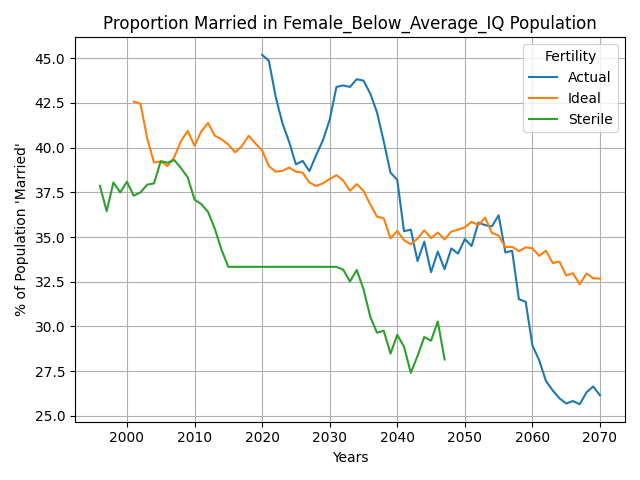 Proportion Married in Female_Below_Average_IQ Population
Fertility
Actual
Ideal
Sterile
% of Population 'Married'
45.0
42.5
40.0
37.5
35.0
32.5
30.0
27.5
25.0
2000 2010 2020 2030 2040 2050 2060 2070
Years